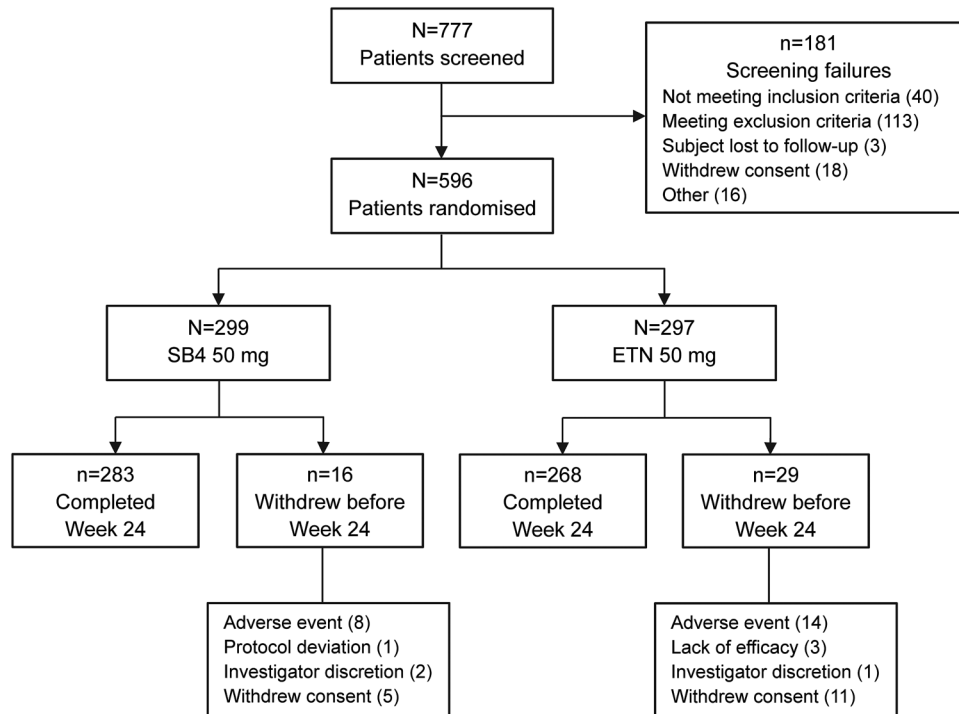 N=777
Patients screened
n=181
Screening failures
Not meeting inclusion criteria (40)
Meeting exclusion criteria (113)
Subject lost to follow-up (3)
Withdrew consent (18)
Other (16)
N=596
Patients randomised
N=299
SB4 50 mg
N=297
ETN 50 mg
n=283
Completed
Week 24
n=16
Withdrew before
Week 24
n=268
Completed
Week 24
n=29
Withdrew before
Week 24
Adverse event (8)
Protocol deviation (1)
Investigator discretion (2)
Withdrew consent (5)
Adverse event (14)
Lack of efficacy (3)
Investigator discretion (1)
Withdrew consent (11)